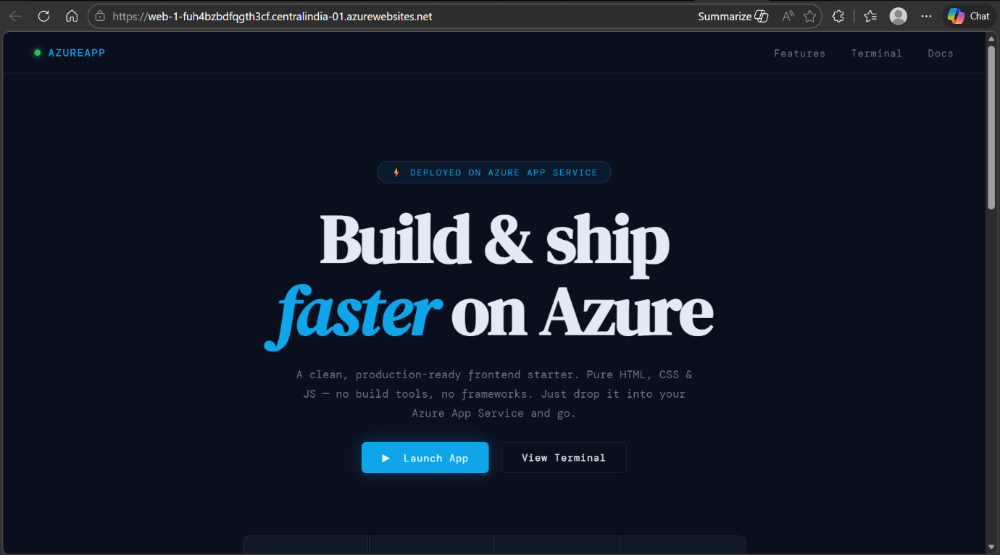 https://web-1-fuh4bzbdfqgth3cf.centralindia-01.azurewebsites.net
Summarize
Chat
AZUREAPP
Features
Terminal
Docs
DEPLOYED ON AZURE APP SERVICE
Build & ship
faster on Azure
A clean, production-ready frontend starter. Pure HTML, CSS &
JS — no build tools, no frameworks. Just drop it into your
Azure App Service and go.
Launch App
View Terminal